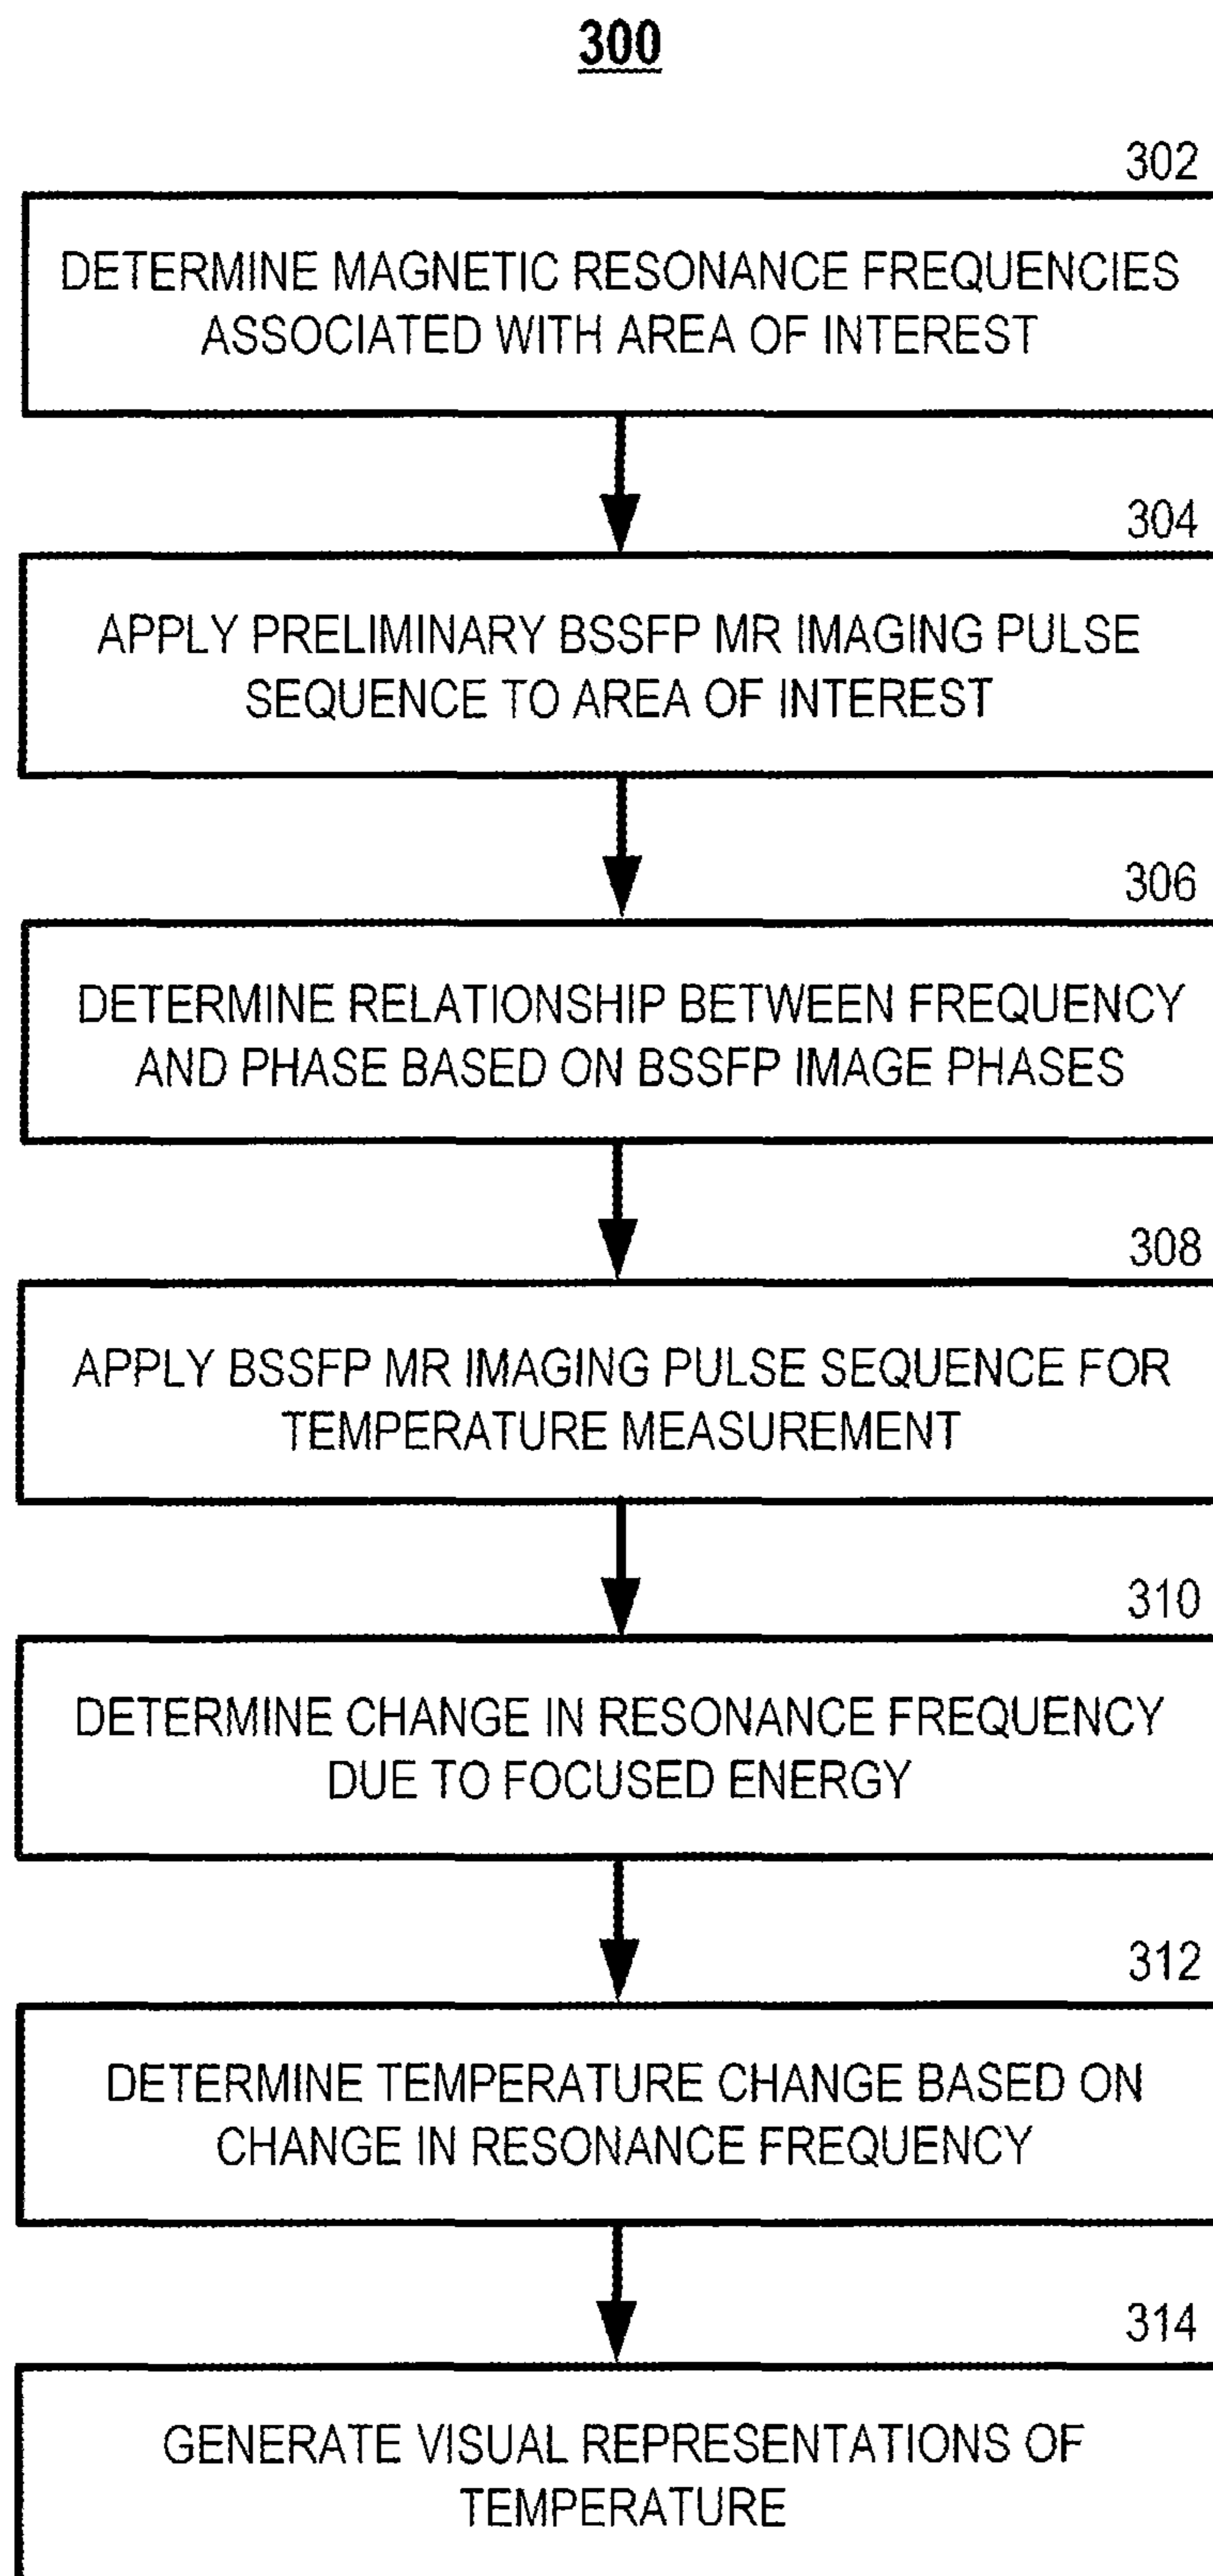 300
302
DETERMINE MAGNETIC RESONANCE FREQUENCIES
ASSOCIATED WITH AREA OF INTEREST
304
APPLY PRELIMINARY BSSFP MR IMAGING PULSE
SEQUENCE TO AREA OF INTEREST
306
DETERMINE RELATIONSHIP BETWEEN FREQUENCY
AND PHASE BASED ON BSSFP IMAGE PHASES
308
APPLY BSSFP MR IMAGING PULSE SEQUENCE FOR
TEMPERATURE MEASUREMENT
310
DETERMINE CHANGE IN RESONANCE FREQUENCY
DUE TO FOCUSED ENERGY
312
DETERMINE TEMPERATURE CHANGE BASED ON
CHANGE IN RESONANCE FREQUENCY
314
GENERATE VISUAL REPRESENTATIONS OF
TEMPERATURE